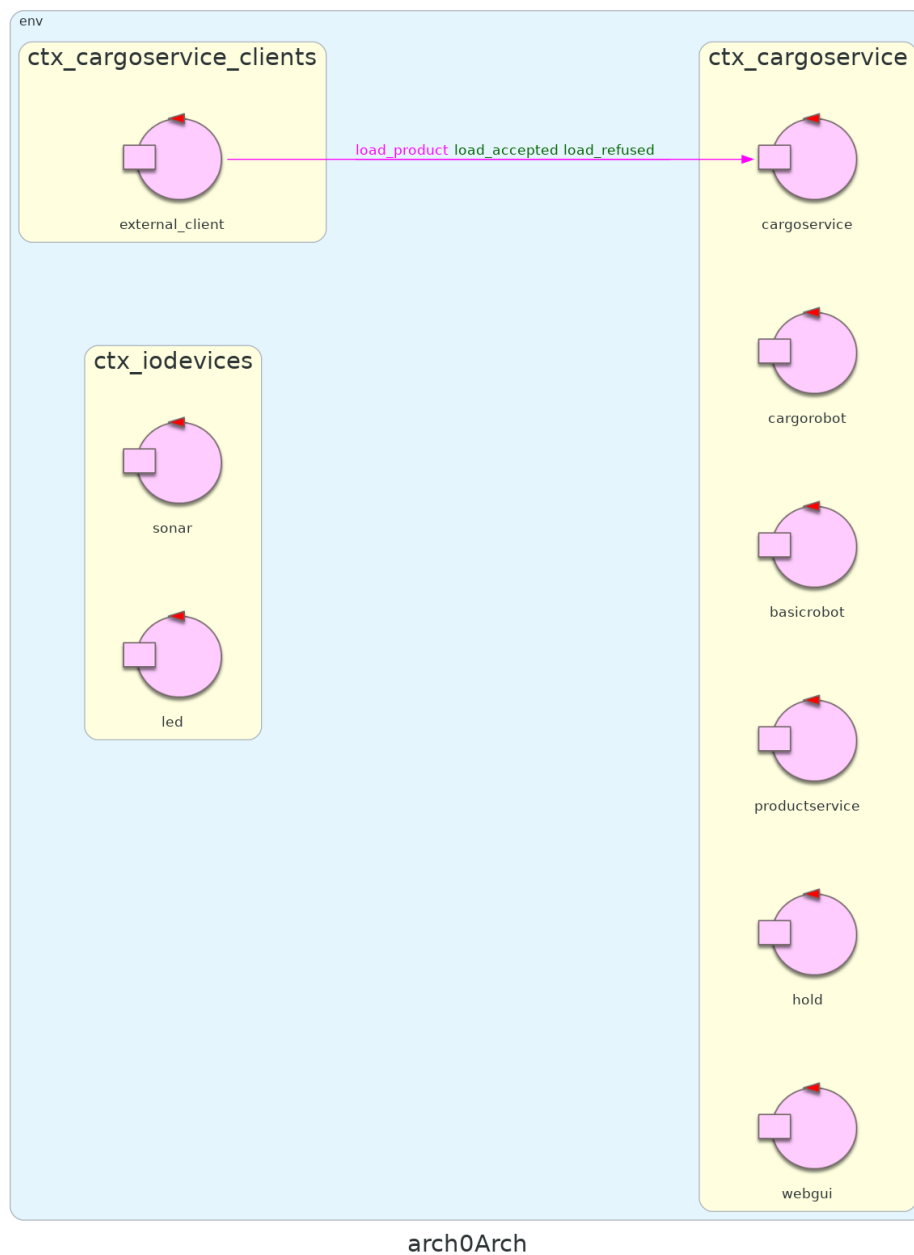 env
ctx_cargoservice_clients
external_client
load_product load_accepted load_refused
ctx_iodevices
sonar
led
ctx_cargoservice
cargoservice
cargorobot
basicrobot
productservice
hold
webgui
arch0Arch